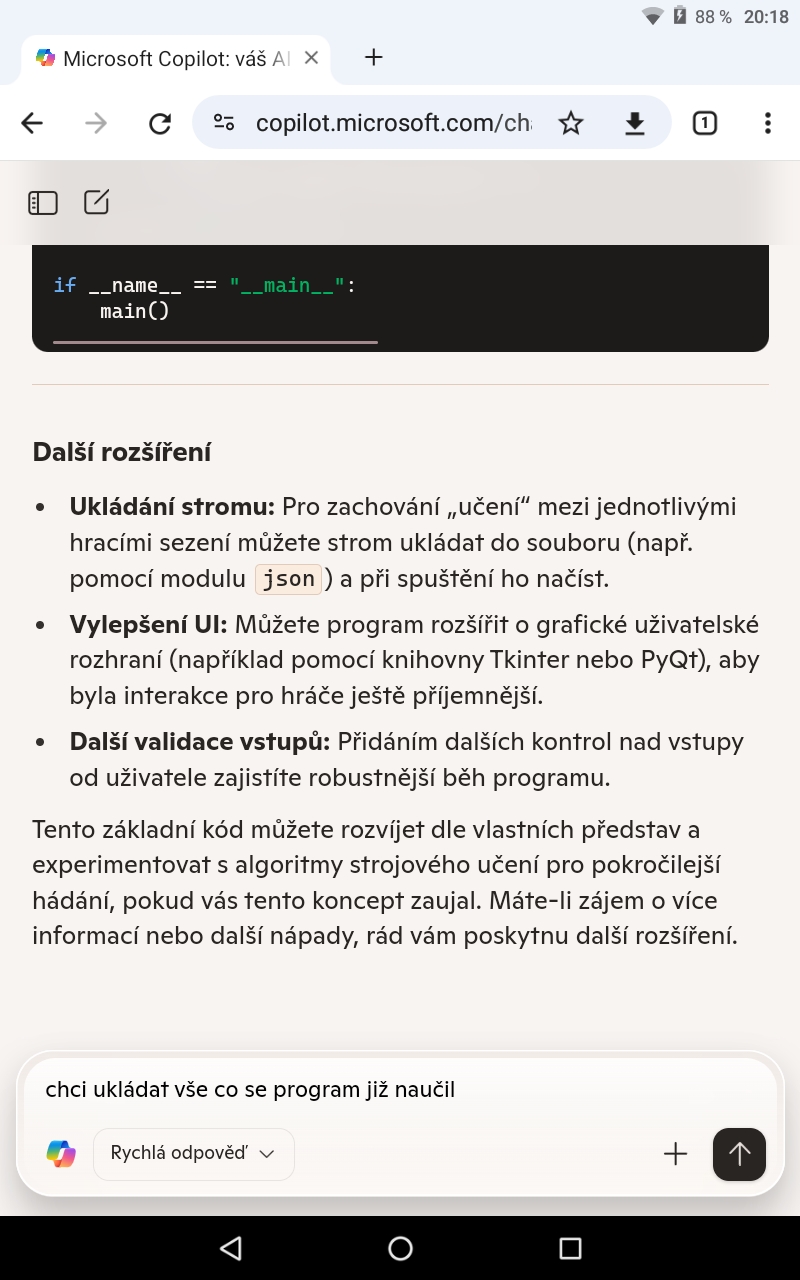 88 % 20:18
Microsoft Copilot: váš AI
copilot.microsoft.com/ch
1
if __name__ == "__main__":
main()
Další rozšíření
• Ukládání stromu: Pro zachování „učení“ mezi jednotlivými
hracími sezení můžete strom ukládat do souboru (např.
pomocí modulu json) a při spuštění ho načíst.
• Vylepšení UI: Můžete program rozšířit o grafické uživatelské
rozhraní (například pomocí knihovny Tkinter nebo PyQt), aby
byla interakce pro hráče ještě příjemnější.
• Další validace vstupů: Přidáním dalších kontrol nad vstupy
od uživatele zajistíte robustnější běh programu.
Tento základní kód můžete rozvíjet dle vlastních představ a
experimentovat s algoritmy strojového učení pro pokročilejší
hádání, pokud vás tento koncept zaujal. Máte-li zájem o více
informací nebo další nápady, rád vám poskytnu další rozšíření.
chci ukládat vše co se program již naučil
Rychlá odpověď